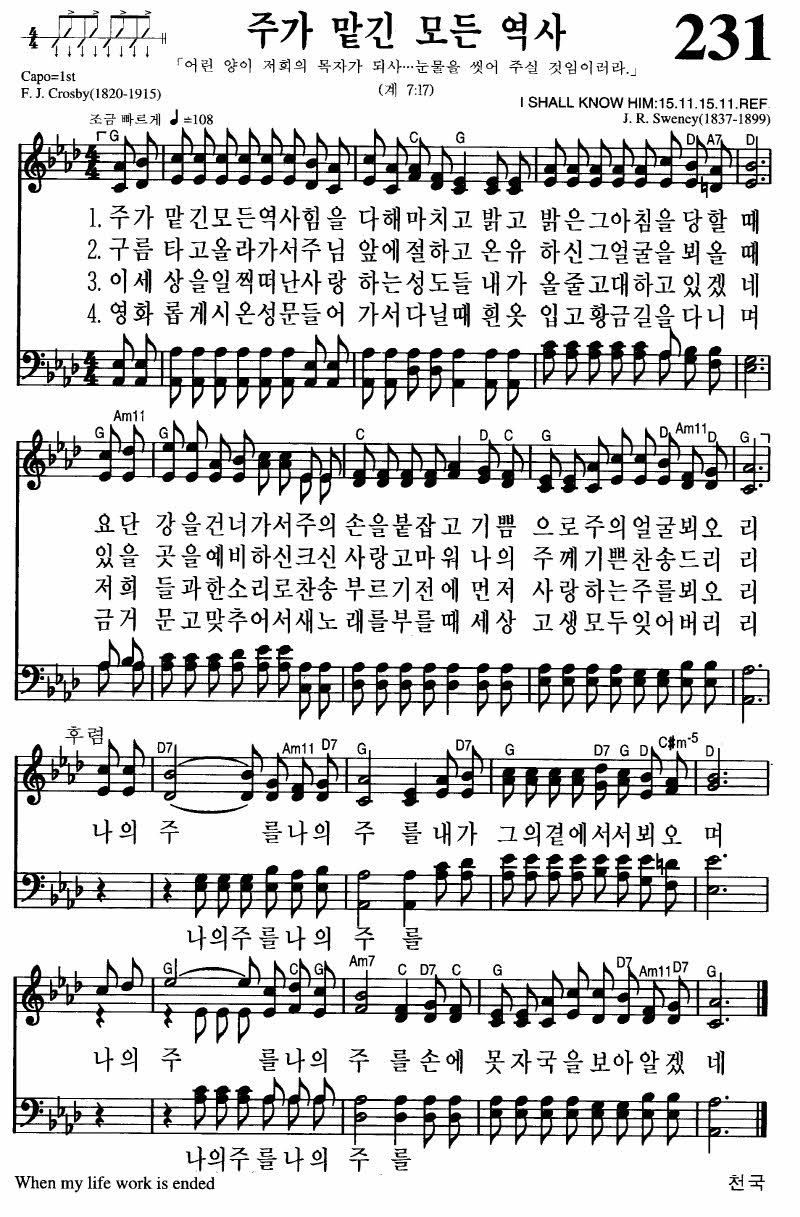 주가 맡긴 모든 역사
231
「어린 양이 저희의 목자가 되사…눈물을 씻어 주실 것임이러라.」
(계 7:17)
Capo=1st
F. J. Crosby(1820-1915)
I SHALL KNOW HIM:15.11.15.11.REF.
J. R. Swency(1837-1899)
조금 빠르게 ♩=108
G C G D A7 D
1. 주가 맡긴모든역사힘을 다해마치고 밝고 밝은그아침을당할 때
2. 구름 타고올라가서주님 앞에절하고 온유 하신그얼굴을뵈올 때
3. 이세 상을일찍떠난사랑 하는성도들 내가 올줄고대하고있겠 네
4. 영화 롭게시온성문들어 가서다닐때 흰옷 입고황금길을다니 며
G Am11 G C D C G D Am11 D G
요단 강을건너가서주의 손을붙잡고 기쁨 으로주의얼굴뵈오 리
있을 곳을예비하신크신 사랑고마워 나의 주께기쁜찬송드리 리
저희 들과한소리로찬송 부르기전에 먼저 사랑하는주를뵈오 리
금거 문고맞추어서새노 래를부를때 세상 고생모두잊어버리 리
후렴
D7 Am11 D7 G D7 G D7 G D C#m-5 D
나의 주 를나의 주 를내가 그의곁에서서뵈오 며
나의주를나의 주 를
G C G Am7 C D7 C G D7 Am11 D7 G
나의 주 를나의 주 를손에 못자국을보아알겠 네
나의주를나의 주 를
When my life work is ended
천국